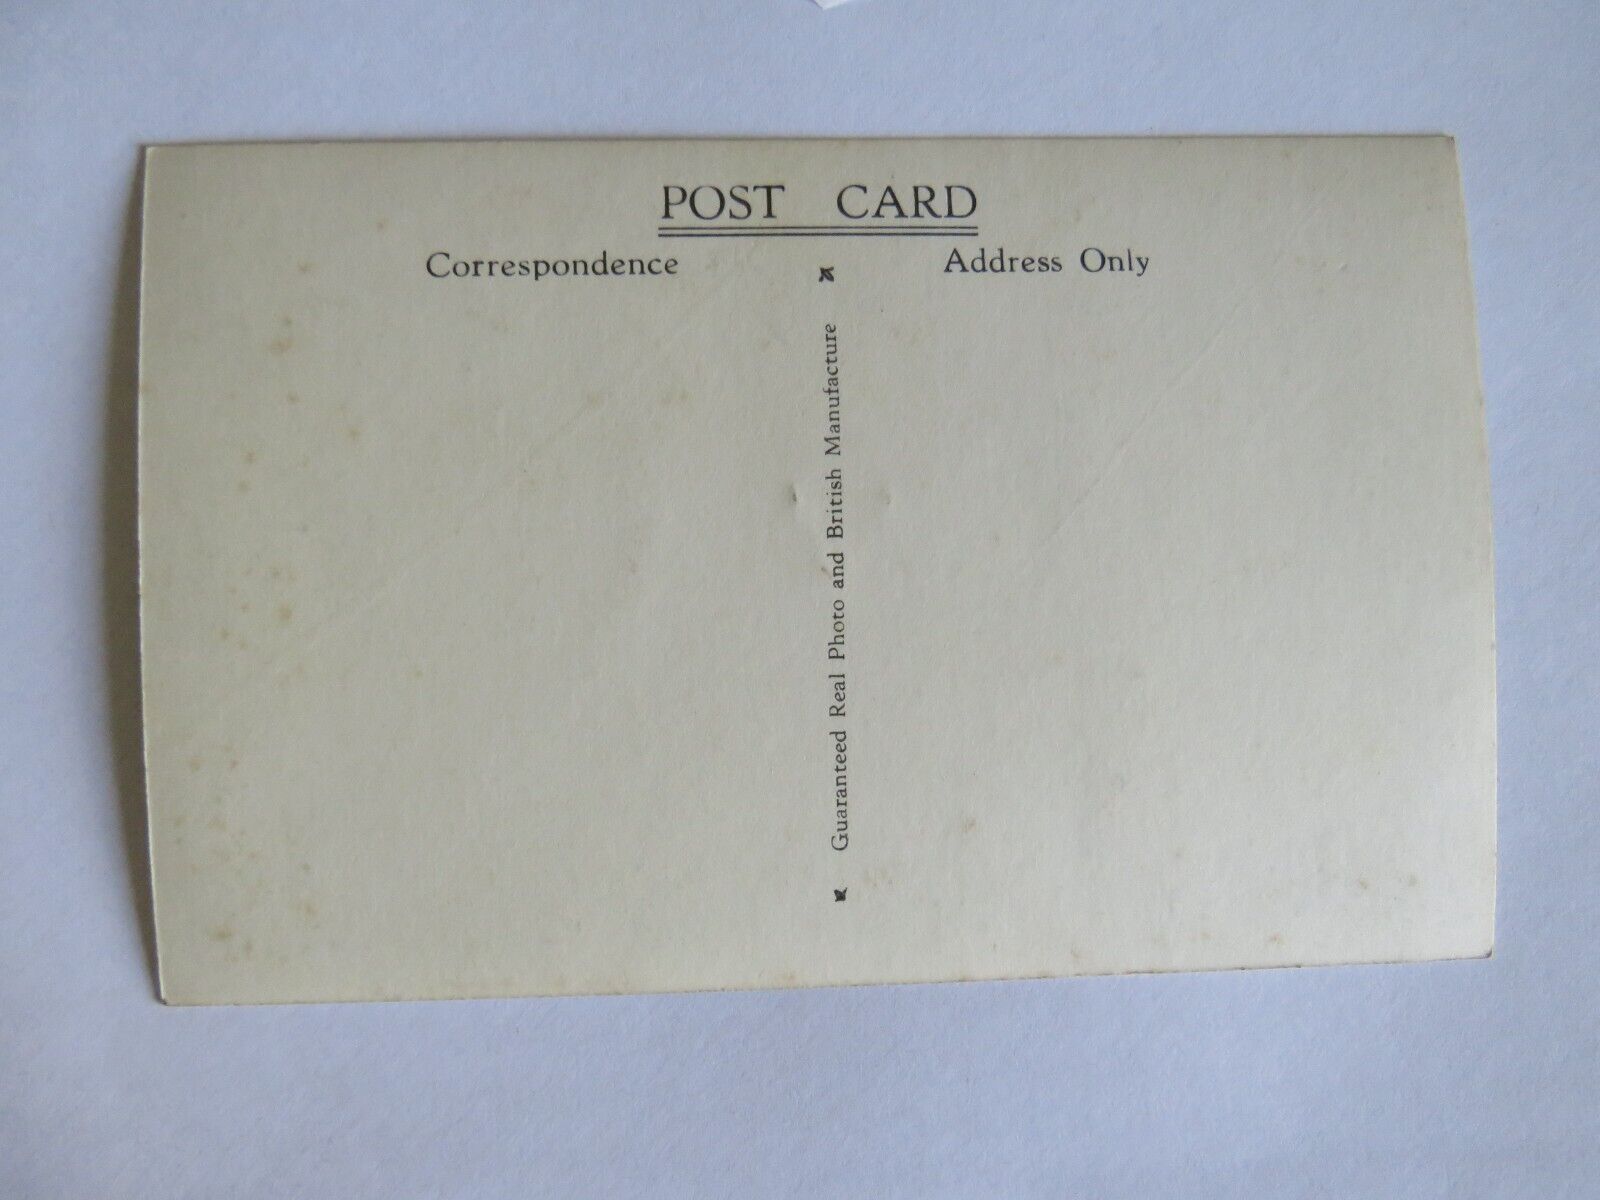 POST CARD
Correspondence
Address Only
Guaranteed Real Photo and British Manufacture